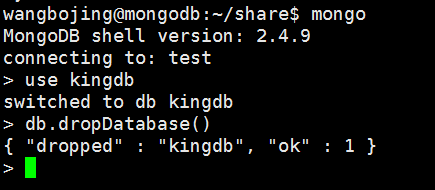 wangbojing@mongodb:~/share$ mongo
MongoDB shell version: 2.4.9
connecting to: test
> use kingdb
switched to db kingdb
> db.dropDatabase()
{ "dropped" : "kingdb", "ok" : 1 }
>